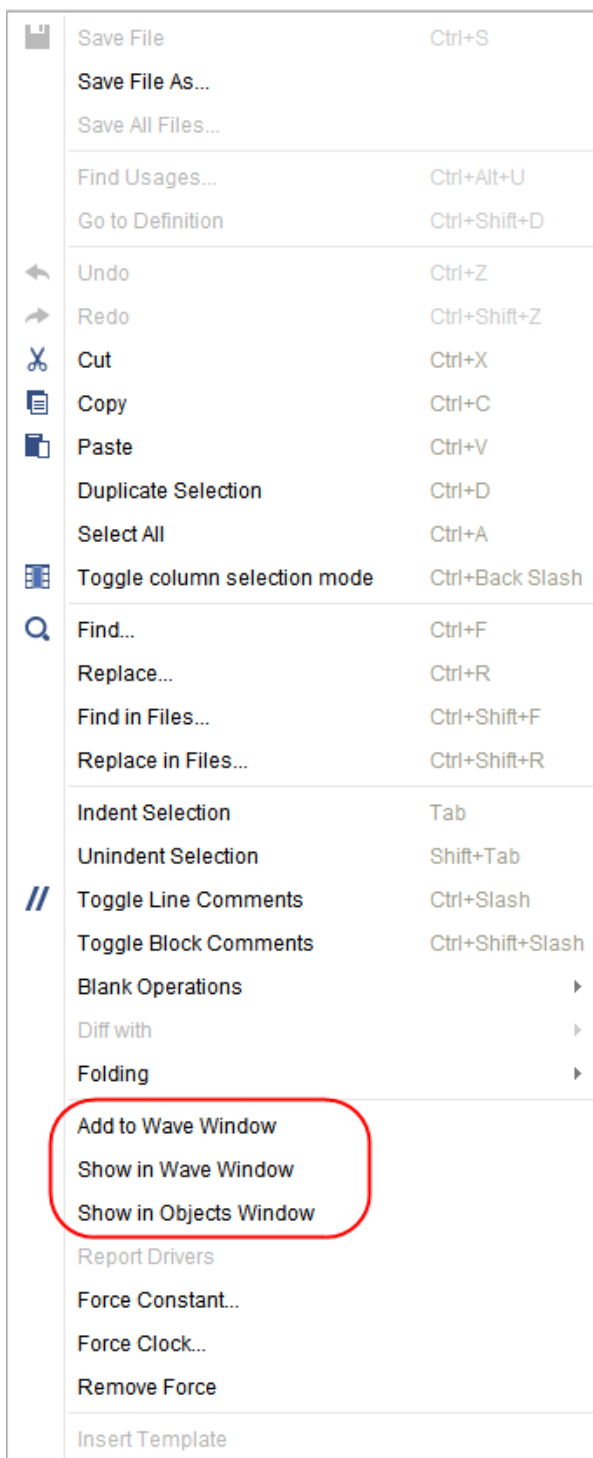 Save File Ctrl+S
Save File As...
Save All Files...
Find Usages... Ctrl+Alt+U
Go to Definition Ctrl+Shift+D
Undo Ctrl+Z
Redo Ctrl+Shift+Z
Cut Ctrl+X
Copy Ctrl+C
Paste Ctrl+V
Duplicate Selection Ctrl+D
Select All Ctrl+A
Toggle column selection mode Ctrl+Back Slash
Find... Ctrl+F
Replace... Ctrl+R
Find in Files... Ctrl+Shift+F
Replace in Files... Ctrl+Shift+R
Indent Selection Tab
Unindent Selection Shift+Tab
Toggle Line Comments Ctrl+Slash
Toggle Block Comments Ctrl+Shift+Slash
Blank Operations
Diff with
Folding
Add to Wave Window
Show in Wave Window
Show in Objects Window
Report Drivers
Force Constant...
Force Clock...
Remove Force
Insert Template